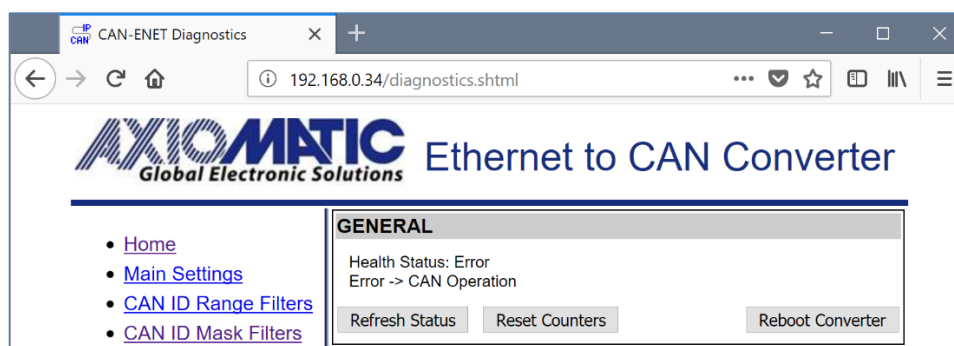 IP
CAN
CAN-ENET Diagnostics
192.168.0.34/diagnostics.shtml
AXIOMATIC
Global Electronic Solutions
Ethernet to CAN Converter
Home
Main Settings
CAN ID Range Filters
CAN ID Mask Filters
GENERAL
Health Status: Error
Error -> CAN Operation
Refresh Status Reset Counters Reboot Converter